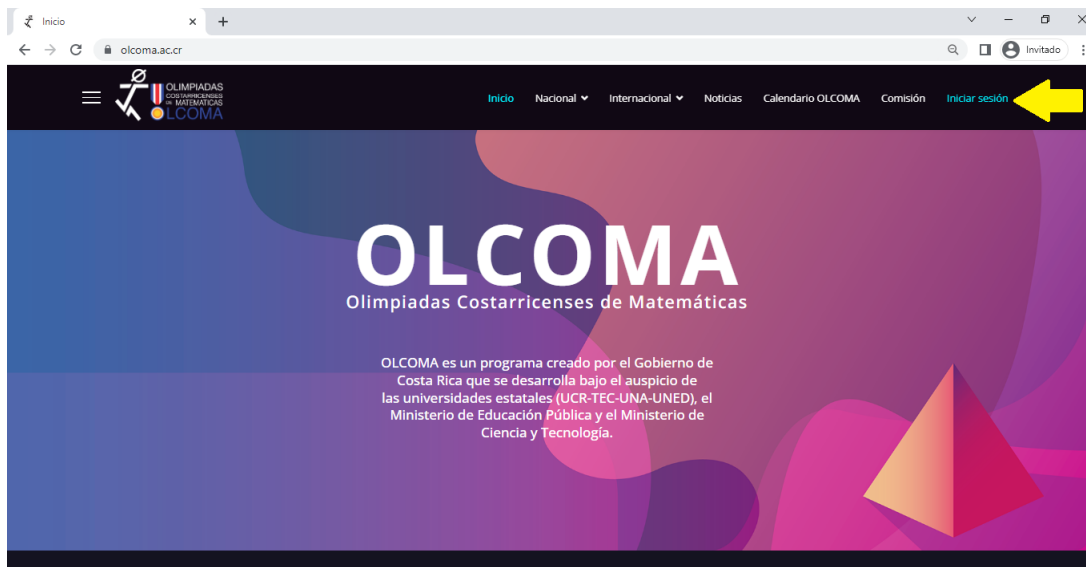 Inicio
olcoma.ac.cr
Invitado
OLIMPIADAS
COSTARRICENSES
DE MATEMATICAS
OLCOMA
Inicio Nacional Internacional Noticias Calendario OLCOMA Comisión Iniciar sesión
OLCOMA
Olimpiadas Costarricenses de Matemáticas
OLCOMA es un programa creado por el Gobierno de
Costa Rica que se desarrolla bajo el auspicio de
las universidades estatales (UCR-TEC-UNA-UNED), el
Ministerio de Educación Pública y el Ministerio de
Ciencia y Tecnología.